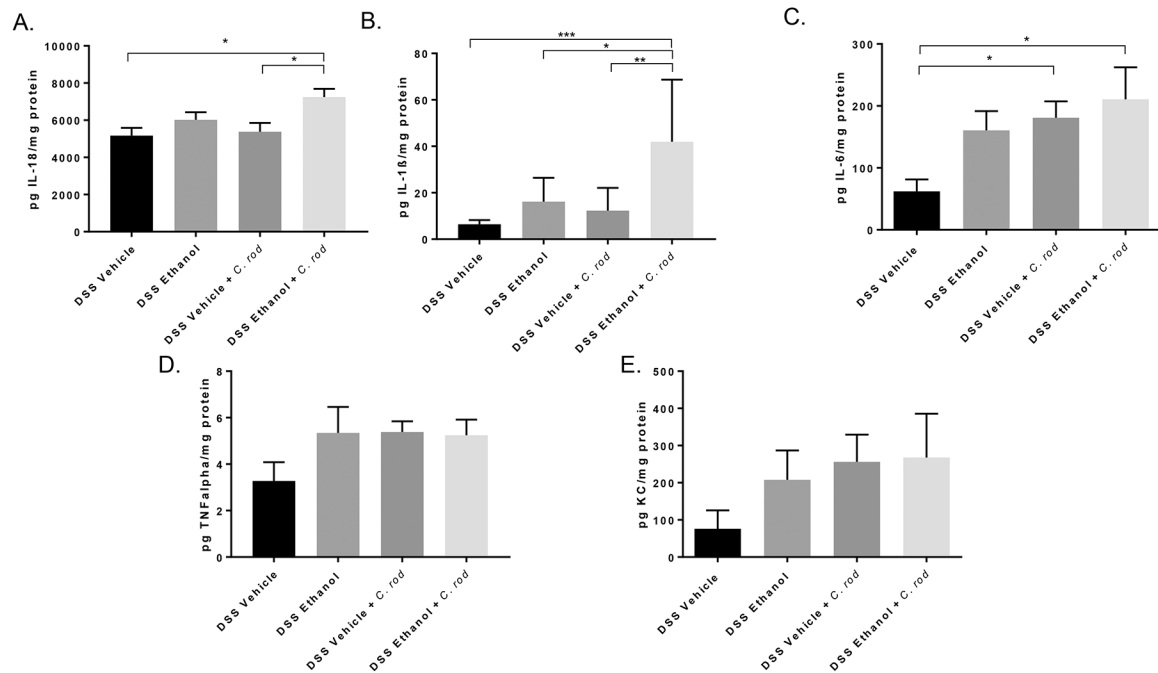 A.
pg IL-18/mg protein
10000
8000
6000
4000
2000
0
*
*
DSS Vehicle
DSS Ethanol
DSS Vehicle + C. rod
DSS Ethanol + C. rod
B.
pg IL-1ß/mg protein
80
60
40
20
0
***
*
**
DSS Vehicle
DSS Ethanol
DSS Vehicle + C. rod
DSS Ethanol + C. rod
C.
pg IL-6/mg protein
300
200
100
0
*
*
DSS Vehicle
DSS Ethanol
DSS Vehicle + C. rod
DSS Ethanol + C. rod
D.
pg TNFalpha/mg protein
8
6
4
2
0
DSS Vehicle
DSS Ethanol
DSS Vehicle + C. rod
DSS Ethanol + C. rod
E.
pg KC/mg protein
500
400
300
200
100
0
DSS Vehicle
DSS Ethanol
DSS Vehicle + C. rod
DSS Ethanol + C. rod